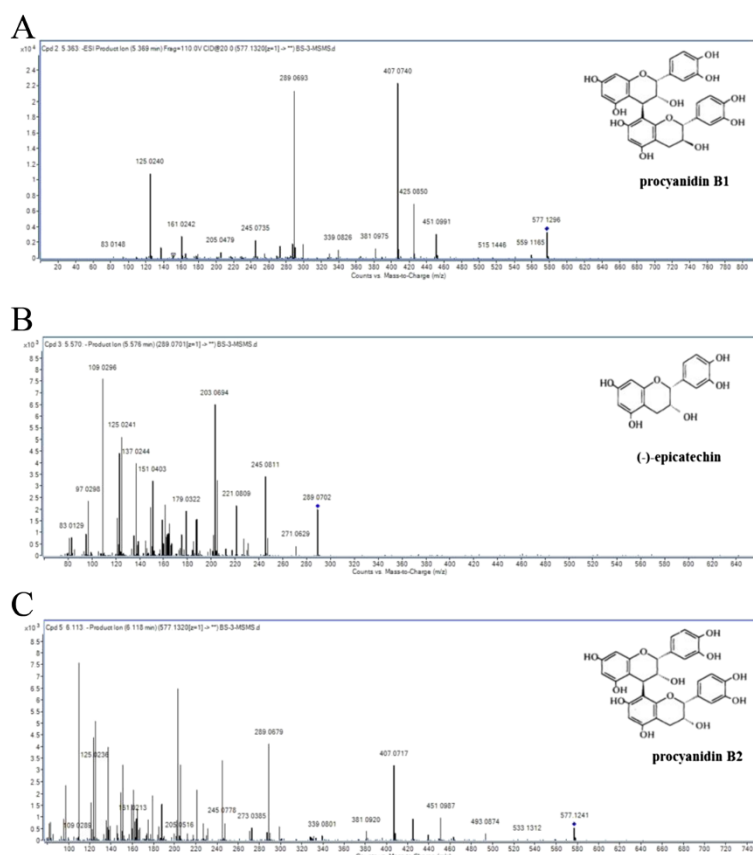 A
x10⁴ Cpd 2 5.363: -ESI Product Ion (5.369 min) Frag=110.0V CID@20.0 (577.1320[z=1] -> **) BS-3-MSMS.d
2.4
2.2
2
1.8
1.6
1.4
1.2
1
0.8
0.6
0.4
0.2
0
83 0148
125 0240
161 0242
205 0479
245 0735
289 0693
339 0826
381 0975
407 0740
425 0850
451 0991
515 1446
559 1165
577 1296
HO
O
OH
OH
OH
OH
HO
O
OH
OH
OH
OH
procyanidin B1
20 40 60 80 100 120 140 160 180 200 220 240 260 280 300 320 340 360 380 400 420 440 460 480 500 520 540 560 580 600 620 640 660 680 700 720 740 760 780 800
Counts vs. Mass-to-Charge (m/z)
B
x10³ Cpd 3 5.570: - Product Ion (5.576 min) (289.0701[z=1] -> **) BS-3-MSMS.d
8.5
8
7.5
7
6.5
6
5.5
5
4.5
4
3.5
3
2.5
2
1.5
1
0.5
0
83 0129
97 0298
109 0296
125 0241
137 0244
151 0403
179 0322
203 0694
221 0809
245 0811
271 0629
289 0702
HO
O
OH
OH
OH
OH
(-)-epicatechin
80 100 120 140 160 180 200 220 240 260 280 300 320 340 360 380 400 420 440 460 480 500 520 540 560 580 600 620 640
Counts vs. Mass-to-Charge (m/z)
C
x10³ Cpd 5 6.113: - Product Ion (6.118 min) (577.1320[z=1] -> **) BS-3-MSMS.d
8.5
8
7.5
7
6.5
6
5.5
5
4.5
4
3.5
3
2.5
2
1.5
1
0.5
0
109 0289
125 0236
151 0213
205 0516
245 0778
273 0385
289 0679
339 0801
381 0920
407 0717
451 0987
493 0874
533 1312
577 1241
HO
O
OH
OH
OH
OH
HO
O
OH
OH
OH
OH
procyanidin B2
80 100 120 140 160 180 200 220 240 260 280 300 320 340 360 380 400 420 440 460 480 500 520 540 560 580 600 620 640 660 680 700 720 740